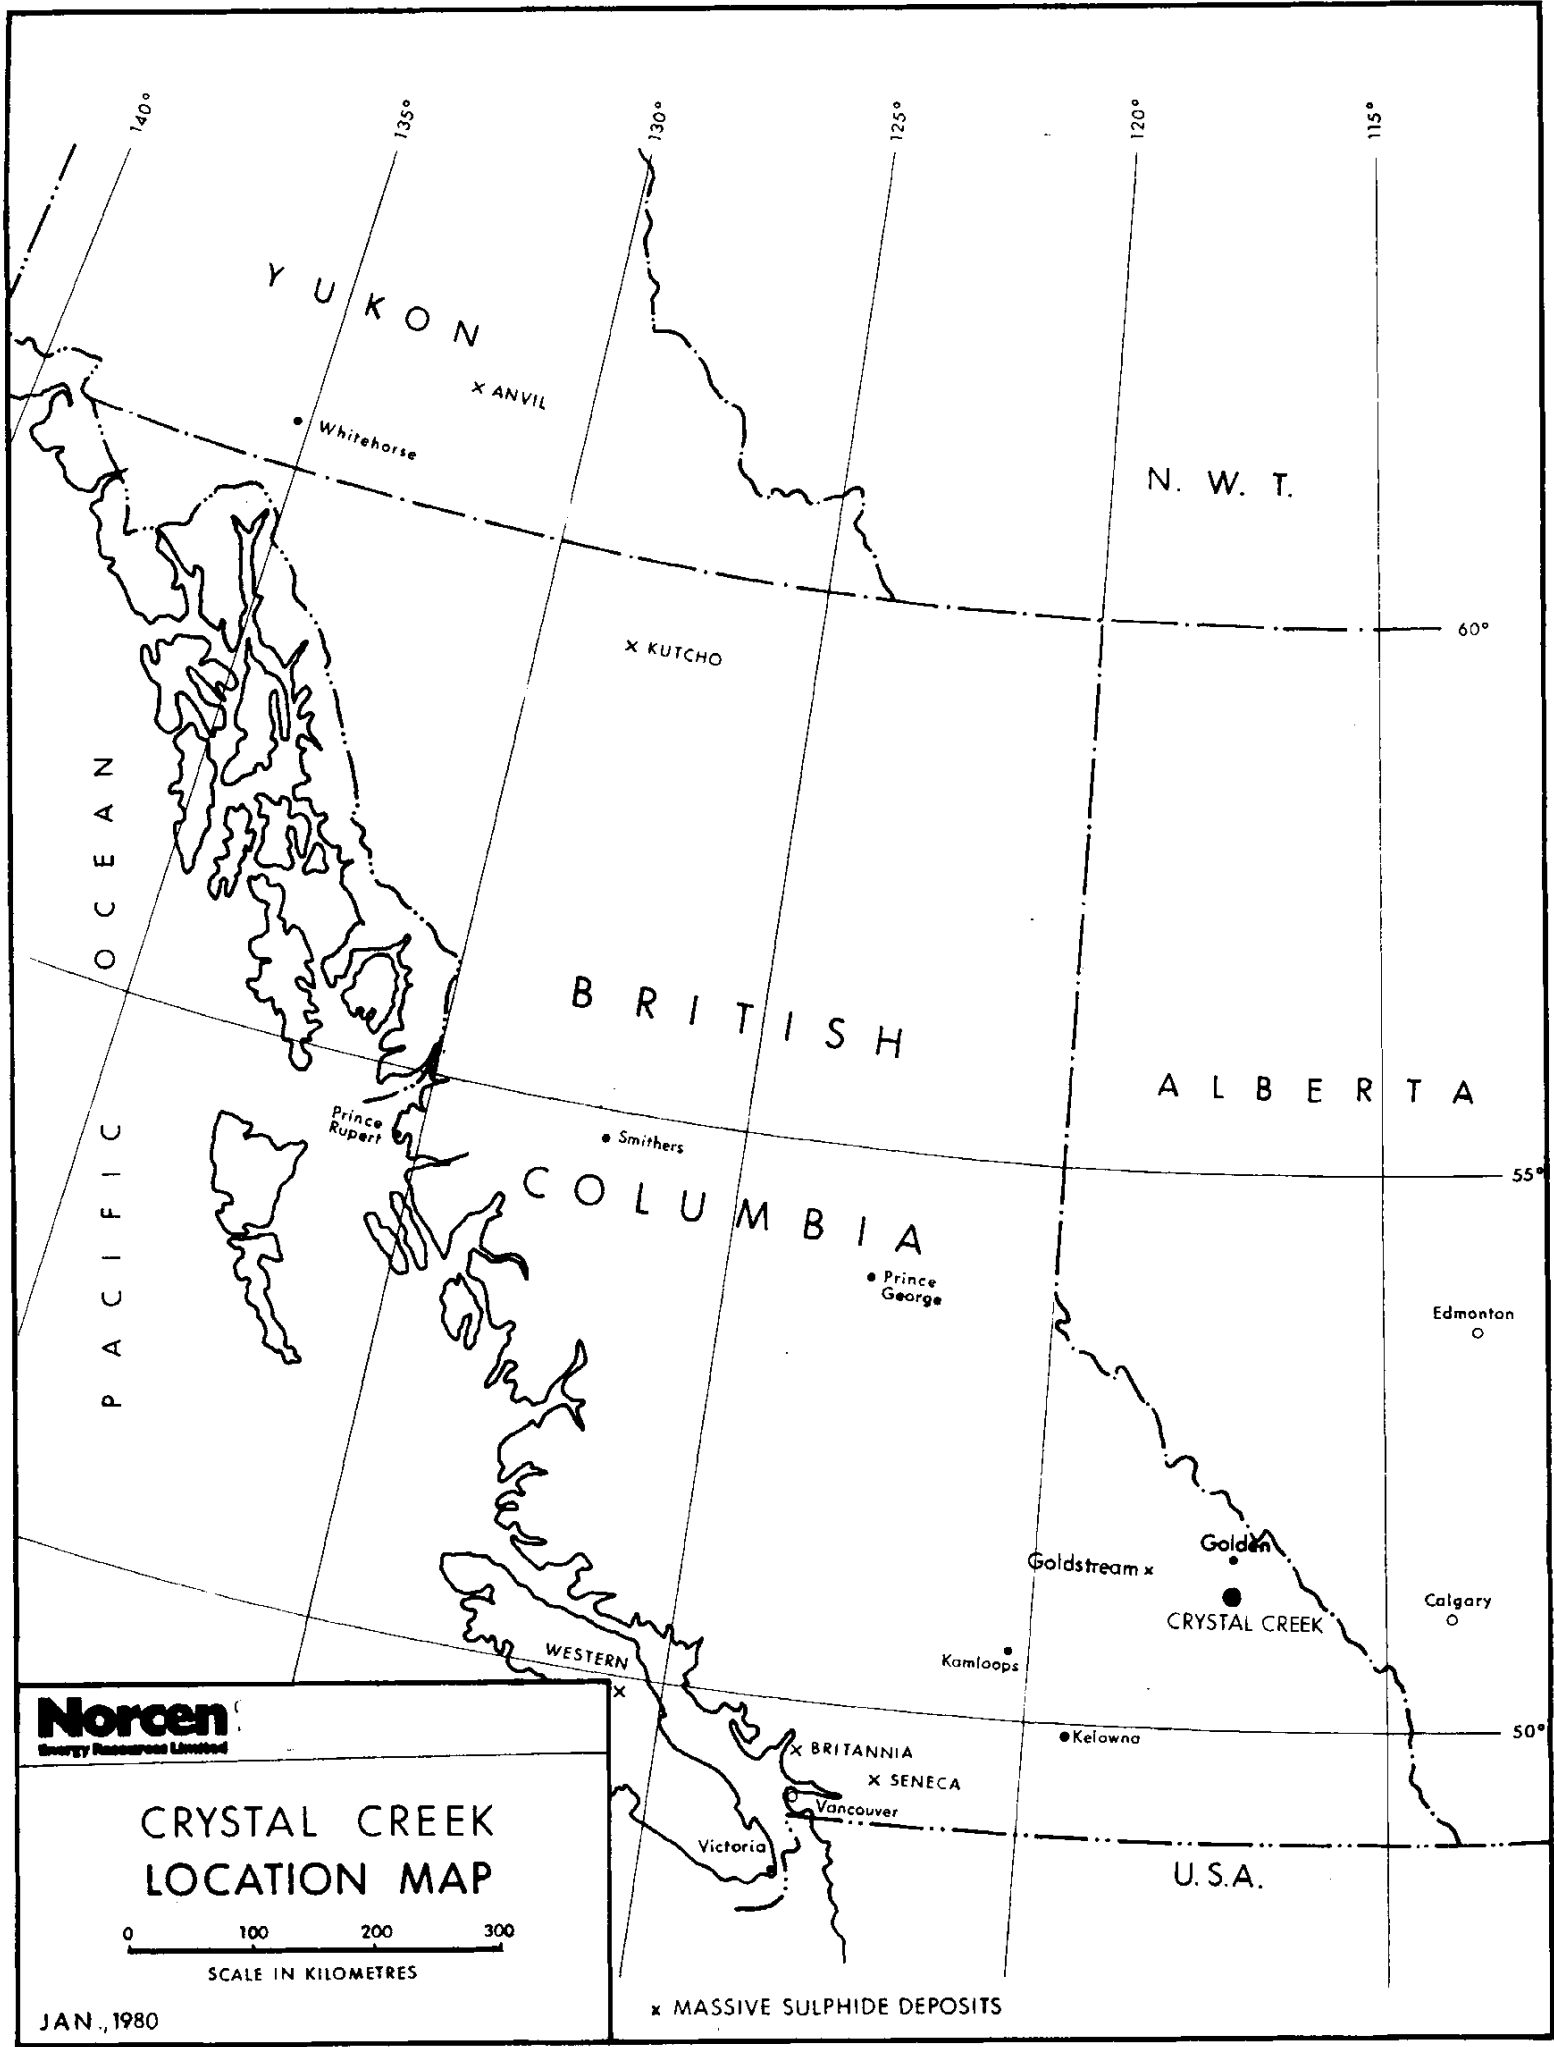 140°
135°
130°
125°
120°
115°
YUKON
x ANVIL
Whitehorse
N. W. T.
60°
x KUTCHO
PACIFIC OCEAN
BRITISH
COLUMBIA
ALBERTA
Prince
Rupert
Smithers
55°
Prince
George
Edmonton
Golden
Goldstream x
CRYSTAL CREEK
Calgary
Kamloops
WESTERN
x
50°
Kelowna
x BRITANNIA
x SENECA
Vancouver
Victoria
U.S.A.
Norcen
Energy Resources Limited
CRYSTAL CREEK
LOCATION MAP
0 100 200 300
SCALE IN KILOMETRES
JAN., 1980
x MASSIVE SULPHIDE DEPOSITS